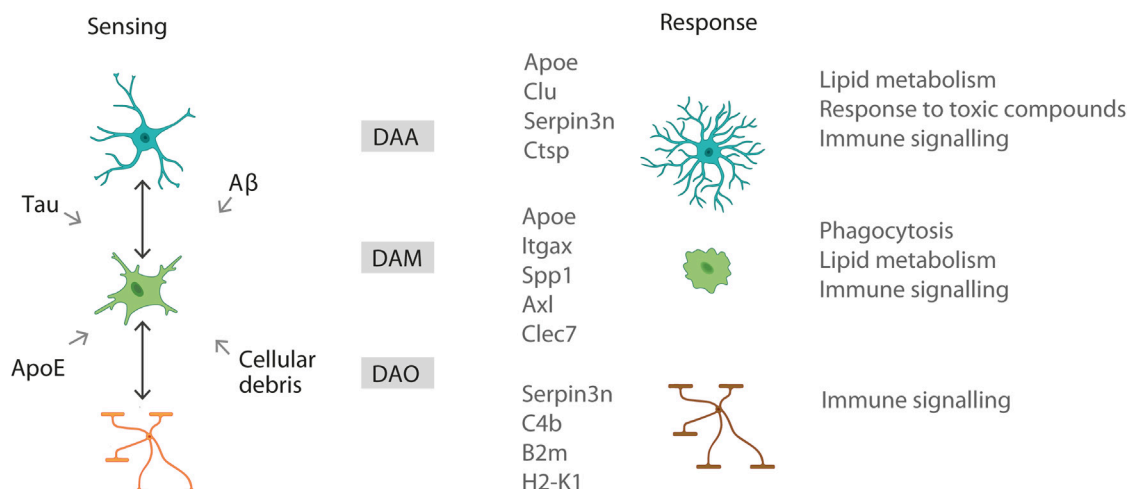 Sensing
Response
Tau
Aβ
ApoE
Cellular
debris
DAA
DAM
DAO
Apoe
Clu
Serpin3n
Ctsp
Lipid metabolism
Response to toxic compounds
Immune signalling
Apoe
Itgax
Spp1
Axl
Clec7
Phagocytosis
Lipid metabolism
Immune signalling
Serpin3n
C4b
B2m
H2-K1
Immune signalling